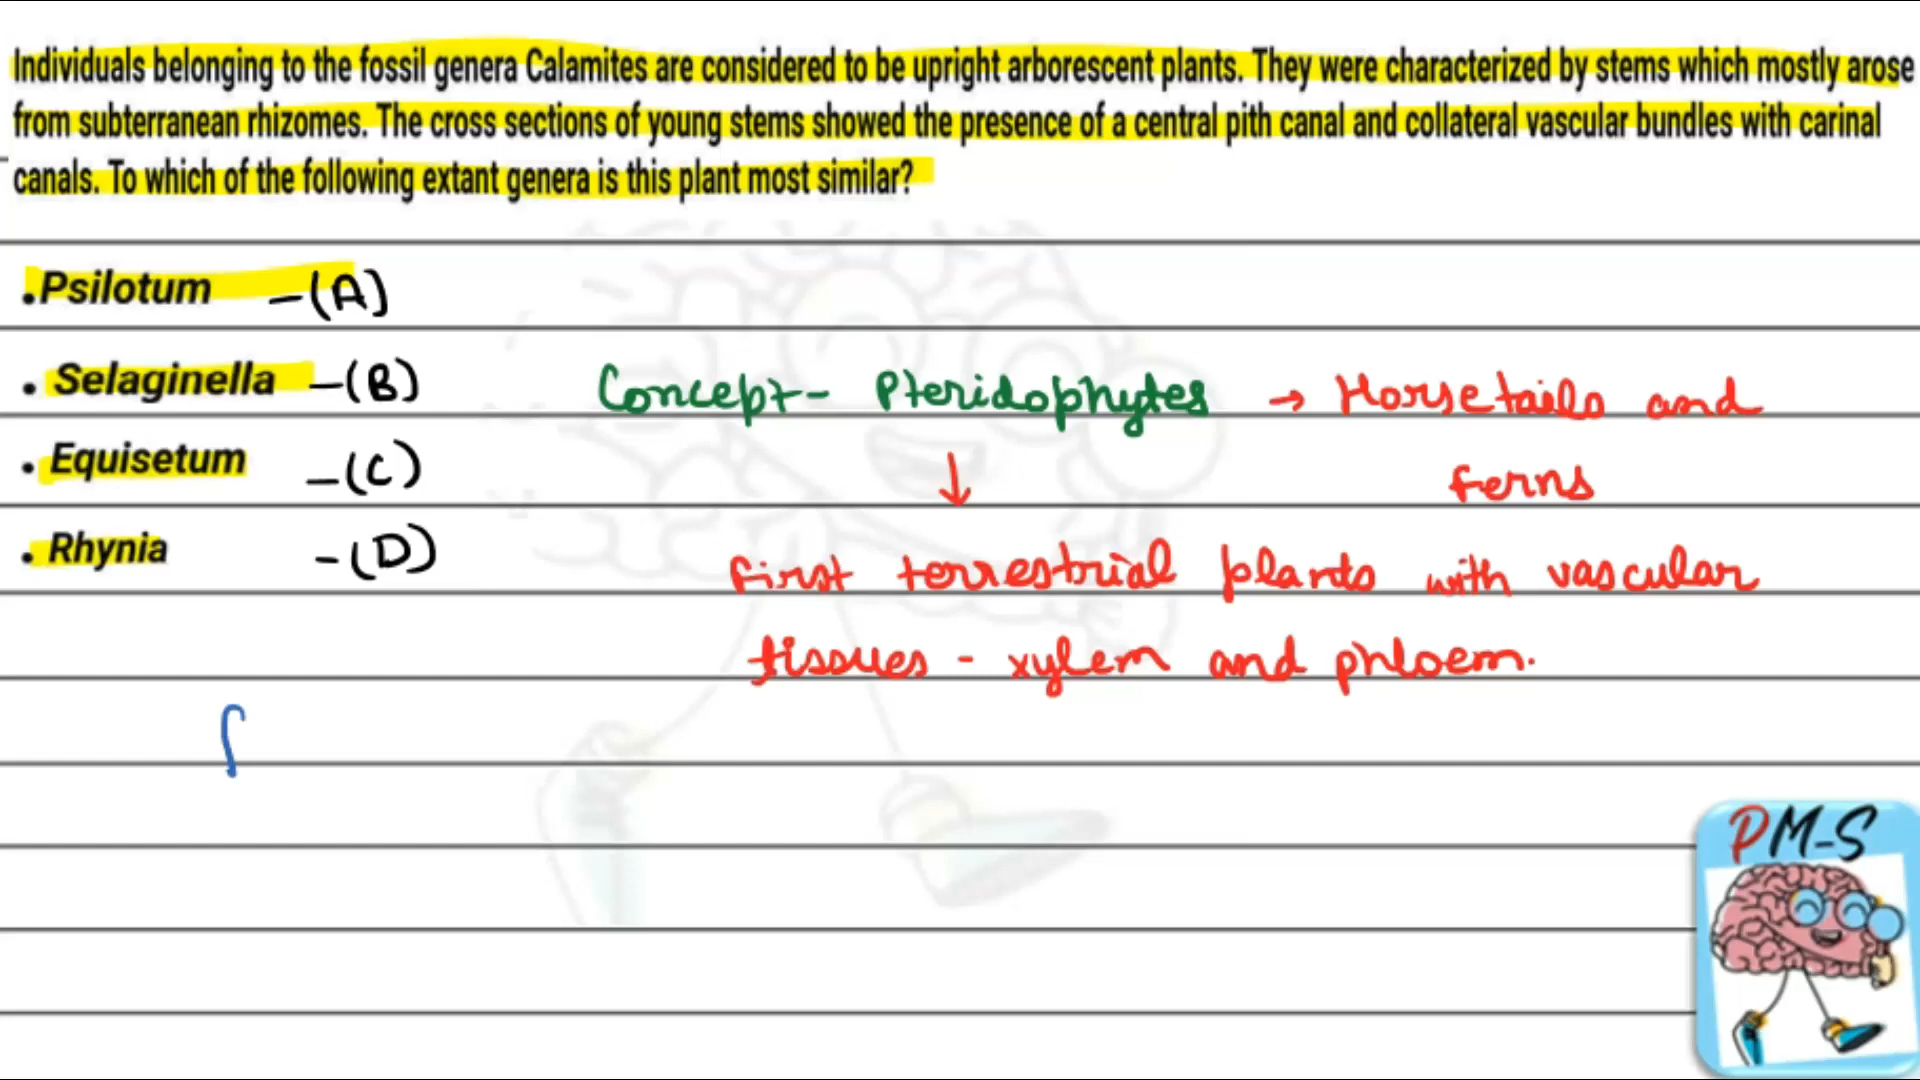 Individuals belonging to the fossil genera Calamites are considered to be upright arborescent plants. They were characterized by stems which mostly arose
from subterranean rhizomes. The cross sections of young stems showed the presence of a central pith canal and collateral vascular bundles with carinal
canals. To which of the following extant genera is this plant most similar?
• Psilotum -(A)
• Selaginella -(B)
Concept- Pteridophytes → Horsetails and
ferns
• Equisetum -(C)
• Rhynia -(D)
First terrestrial plants with vascular
tissues - xylem and phloem.
PM-S